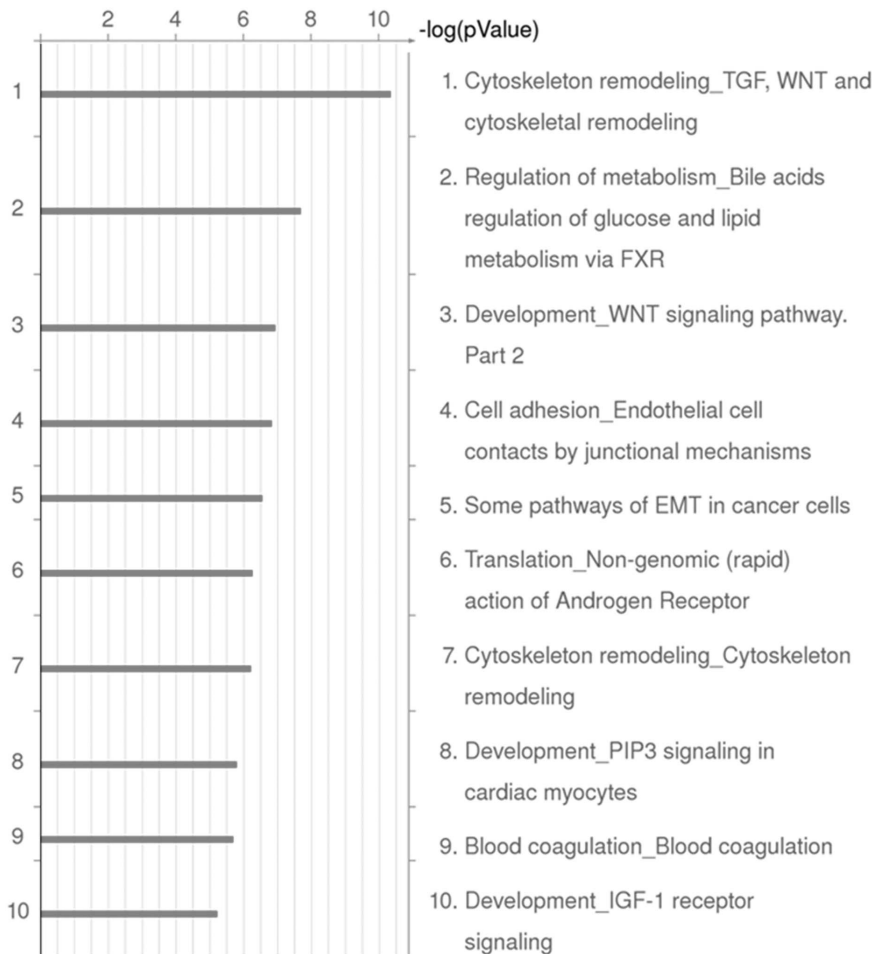 2 4 6 8 10
-log(pValue)
1
1. Cytoskeleton remodeling_TGF, WNT and
cytoskeletal remodeling
2
2. Regulation of metabolism_Bile acids
regulation of glucose and lipid
metabolism via FXR
3
3. Development_WNT signaling pathway.
Part 2
4
4. Cell adhesion_Endothelial cell
contacts by junctional mechanisms
5
5. Some pathways of EMT in cancer cells
6
6. Translation_Non-genomic (rapid)
action of Androgen Receptor
7
7. Cytoskeleton remodeling_Cytoskeleton
remodeling
8
8. Development_PIP3 signaling in
cardiac myocytes
9
9. Blood coagulation_Blood coagulation
10
10. Development_IGF-1 receptor
signaling